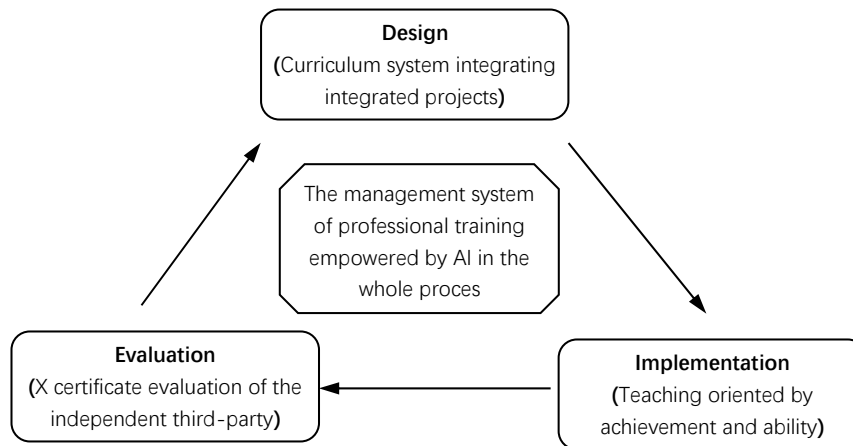 Design
(Curriculum system integrating
integrated projects)
The management system
of professional training
empowered by AI in the
whole proces
Evaluation
(X certificate evaluation of the
independent third-party)
Implementation
(Teaching oriented by
achievement and ability)